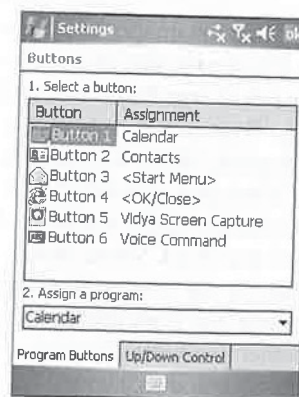 Settings ok
Buttons
1. Select a button:
Button Assignment
Button 1 Calendar
Button 2 Contacts
Button 3 <Start Menu>
Button 4 <OK/Close>
Button 5 Vidya Screen Capture
Button 6 Voice Command
2. Assign a program:
Calendar
Program Buttons Up/Down Control